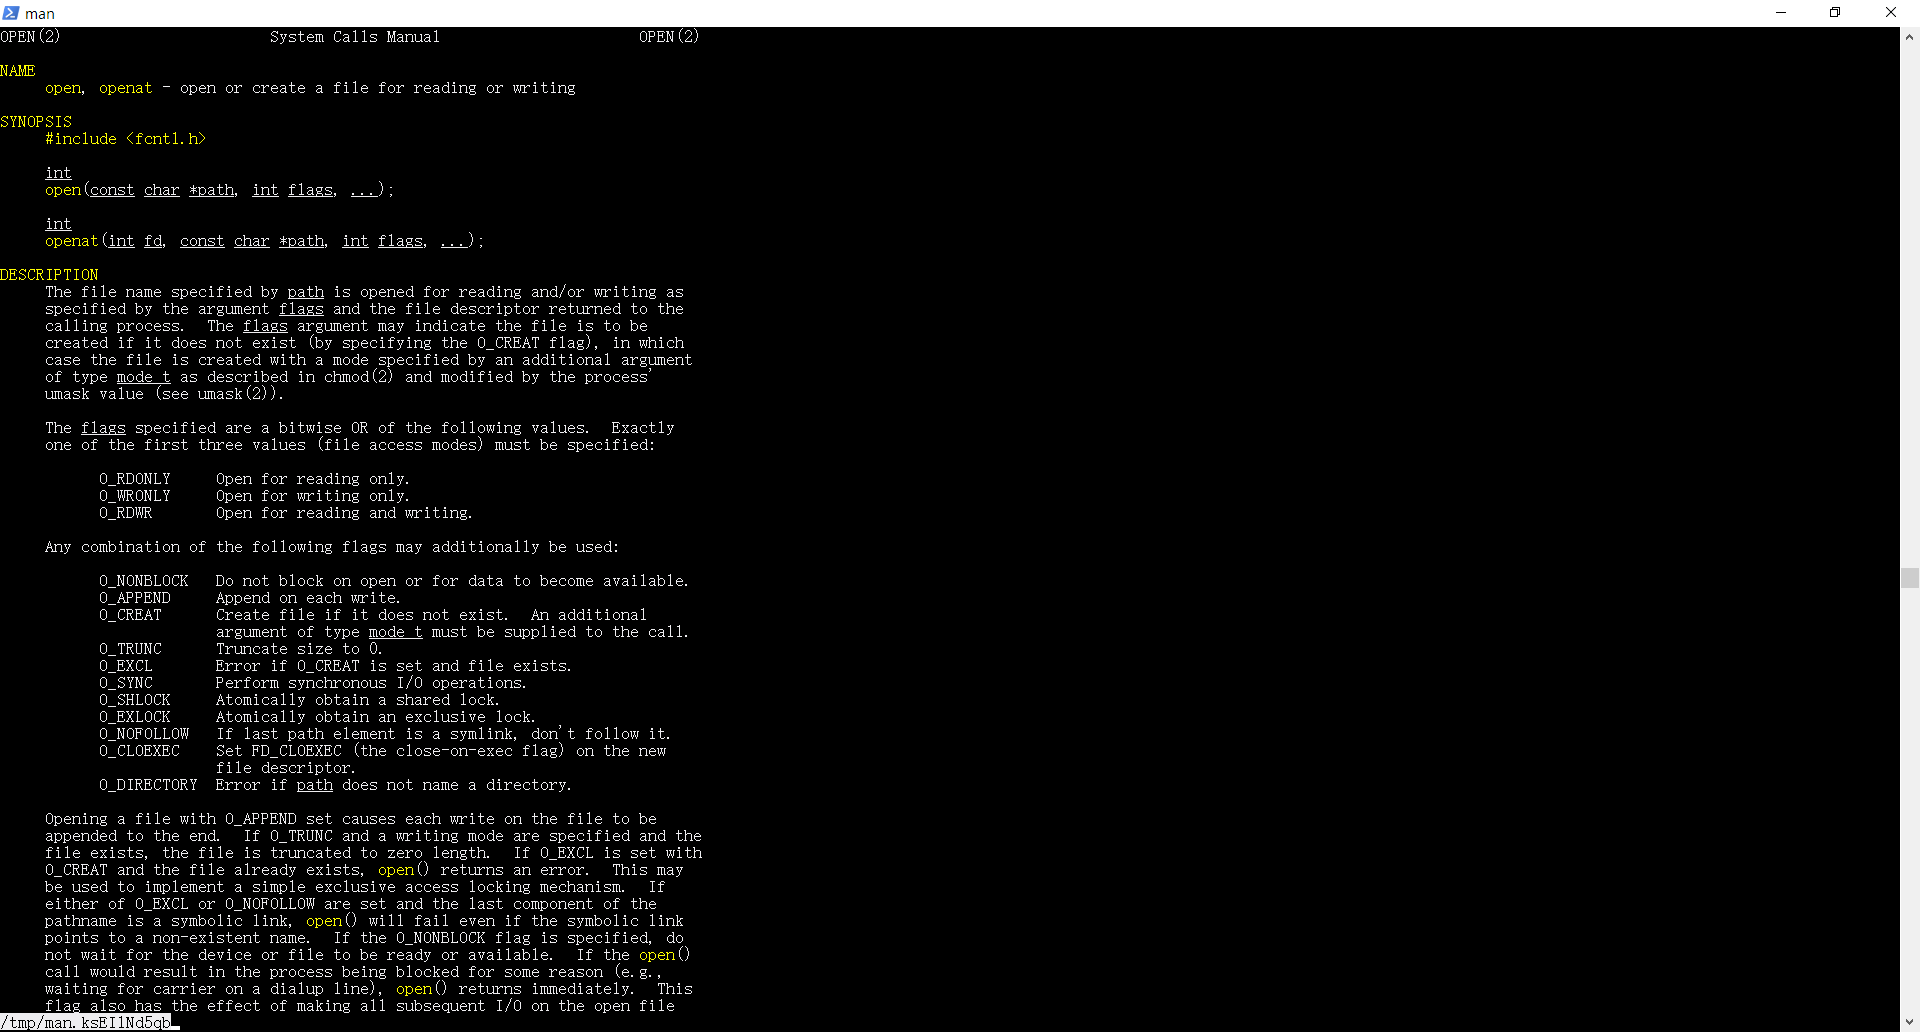 man
OPEN(2) System Calls Manual OPEN(2)
NAME
open, openat - open or create a file for reading or writing
SYNOPSIS
#include <fcntl.h>
int
open(const char *path, int flags, ...);
int
openat(int fd, const char *path, int flags, ...);
DESCRIPTION
The file name specified by path is opened for reading and/or writing as
specified by the argument flags and the file descriptor returned to the
calling process. The flags argument may indicate the file is to be
created if it does not exist (by specifying the O_CREAT flag), in which
case the file is created with a mode specified by an additional argument
of type mode_t as described in chmod(2) and modified by the process'
umask value (see umask(2)).
The flags specified are a bitwise OR of the following values. Exactly
one of the first three values (file access modes) must be specified:
O_RDONLY Open for reading only.
O_WRONLY Open for writing only.
O_RDWR Open for reading and writing.
Any combination of the following flags may additionally be used:
O_NONBLOCK Do not block on open or for data to become available.
O_APPEND Append on each write.
O_CREAT Create file if it does not exist. An additional
argument of type mode_t must be supplied to the call.
O_TRUNC Truncate size to 0.
O_EXCL Error if O_CREAT is set and file exists.
O_SYNC Perform synchronous I/O operations.
O_SHLOCK Atomically obtain a shared lock.
O_EXLOCK Atomically obtain an exclusive lock.
O_NOFOLLOW If last path element is a symlink, don't follow it.
O_CLOEXEC Set FD_CLOEXEC (the close-on-exec flag) on the new
file descriptor.
O_DIRECTORY Error if path does not name a directory.
Opening a file with O_APPEND set causes each write on the file to be
appended to the end. If O_TRUNC and a writing mode are specified and the
file exists, the file is truncated to zero length. If O_EXCL is set with
O_CREAT and the file already exists, open() returns an error. This may
be used to implement a simple exclusive access locking mechanism. If
either of O_EXCL or O_NOFOLLOW are set and the last component of the
pathname is a symbolic link, open() will fail even if the symbolic link
points to a non-existent name. If the O_NONBLOCK flag is specified, do
not wait for the device or file to be ready or available. If the open()
call would result in the process being blocked for some reason (e.g.,
waiting for carrier on a dialup line), open() returns immediately. This
flag also has the effect of making all subsequent I/O on the open file
/tmp/man.ksEIlNd5qb